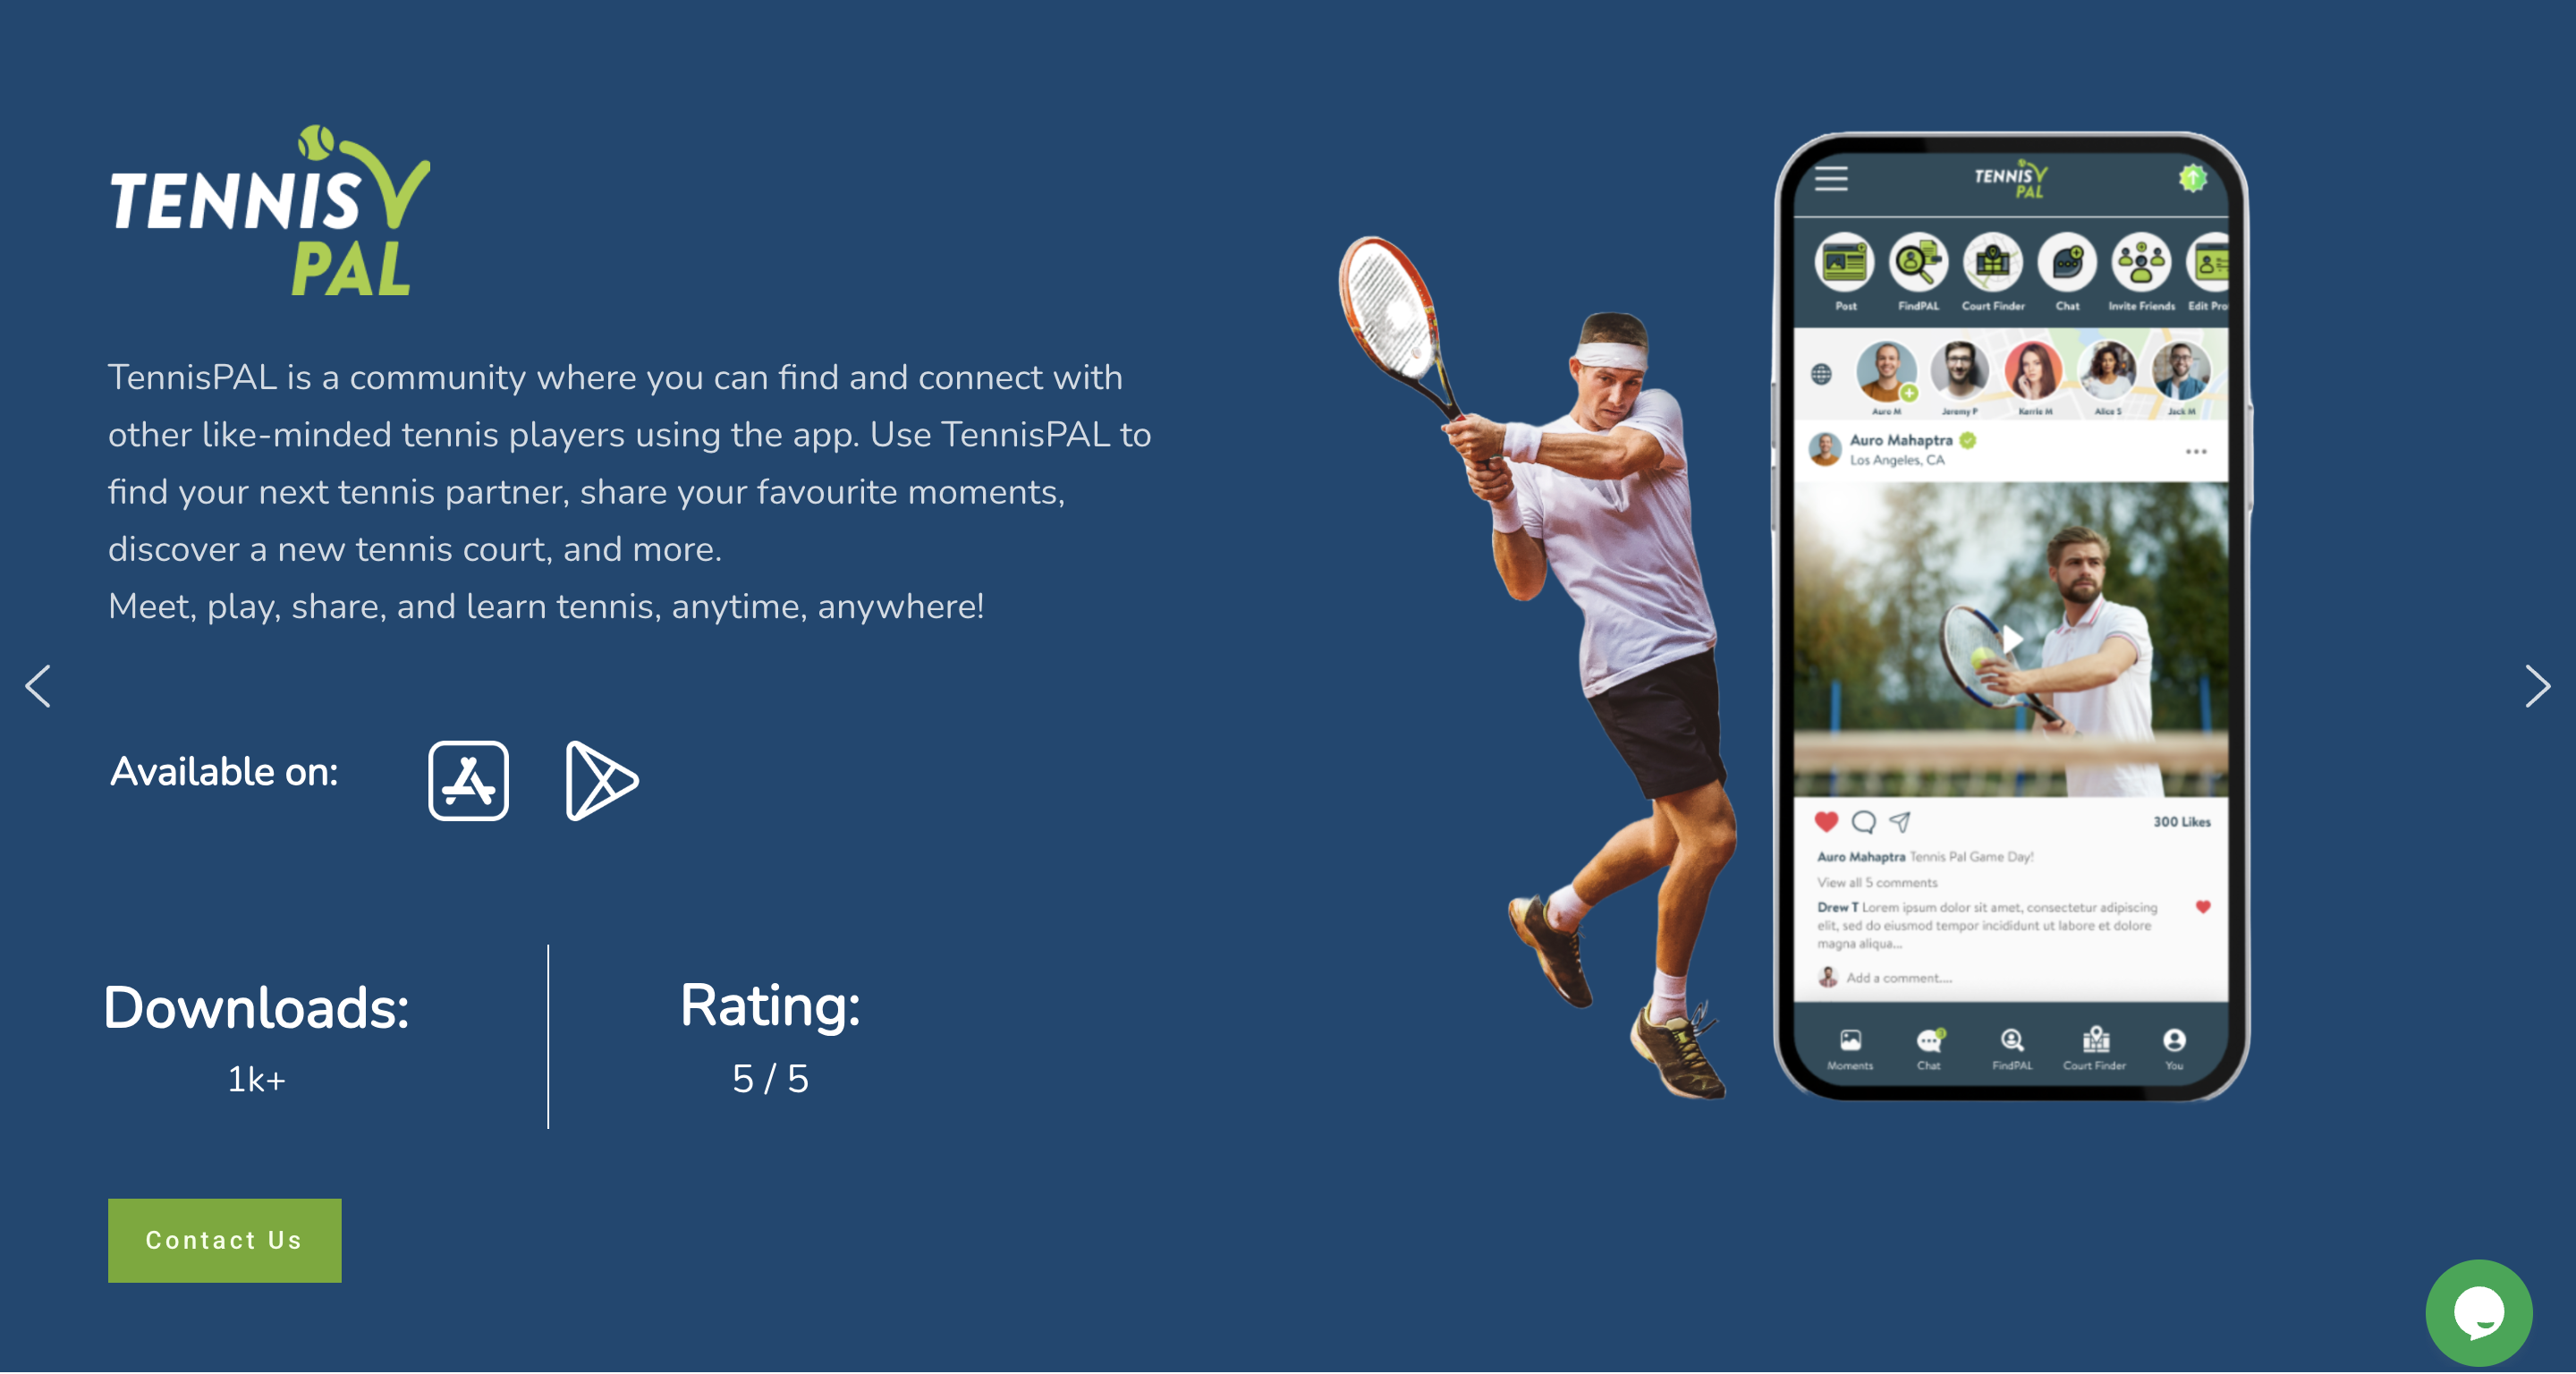 TENNIS
PAL
TennisPAL is a community where you can find and connect with
other like-minded tennis players using the app. Use TennisPAL to
find your next tennis partner, share your favourite moments,
discover a new tennis court, and more.
Meet, play, share, and learn tennis, anytime, anywhere!
Available on:
Downloads:
1k+
Rating:
5 / 5
Contact Us
TENNIS
PAL
Post FindPAL Court Finder Chat Invite Friends Edit Pro
Auro M Jeremy P Karrie M Alice S Jack M
Auro Mahaptra
Los Angeles, CA
300 Likes
Auro Mahaptra Tennis Pal Game Day!
View all 5 comments
Drew T Lorem ipsum dolor sit amet, consectetur adipiscing
elit, sed do eiusmod tempor incididunt ut labore et dolore
magna aliqua...
Add a comment....
Moments Chat FindPAL Court Finder You